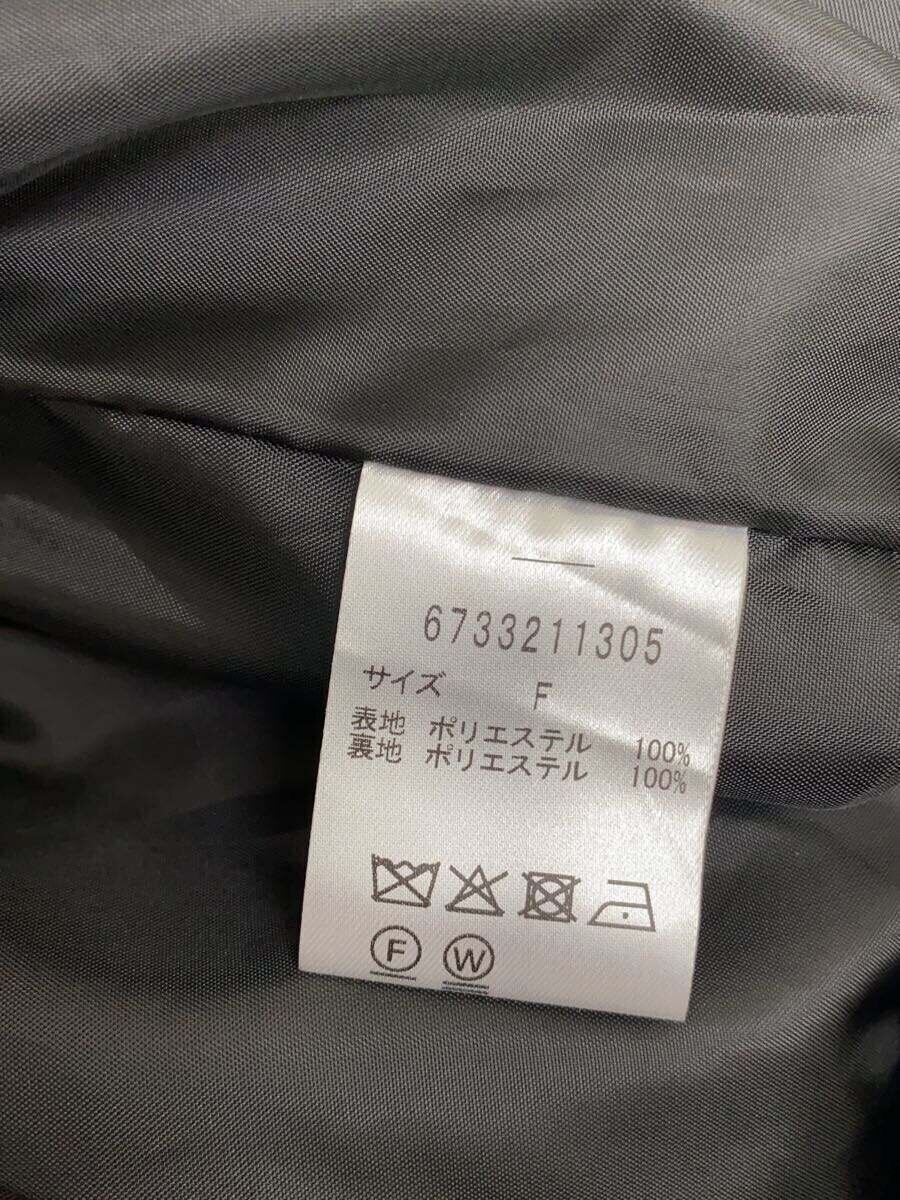 6733211305
サイズ F
表地 ポリエステル 100%
裏地 ポリエステル 100%
F W